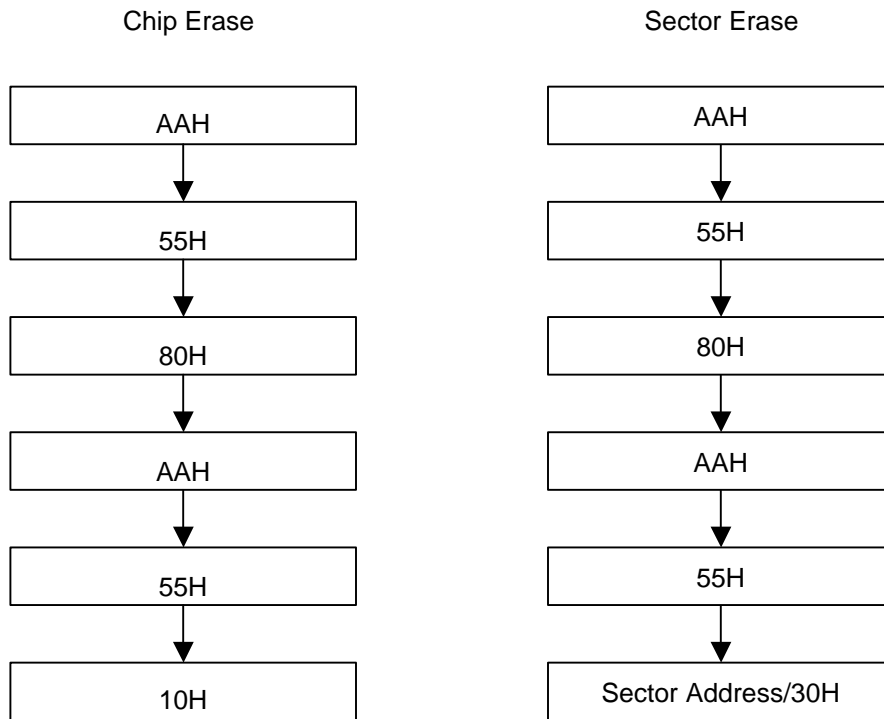 Chip Erase
AAH
55H
80H
AAH
55H
10H
Sector Erase
AAH
55H
80H
AAH
55H
Sector Address/30H